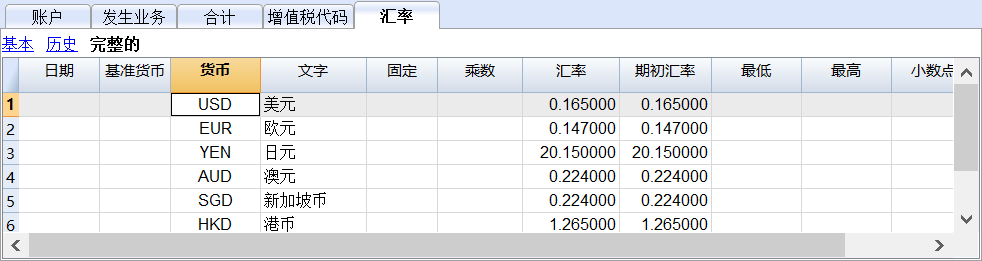 账户 发生业务 合计 增值税代码 汇率
基本 历史 完整的
日期 基准货币 货币 文字 固定 乘数 汇率 期初汇率 最低 最高 小数点
1 USD 美元 0.165000 0.165000
2 EUR 欧元 0.147000 0.147000
3 YEN 日元 20.150000 20.150000
4 AUD 澳元 0.224000 0.224000
5 SGD 新加坡币 0.224000 0.224000
6 HKD 港币 1.265000 1.265000